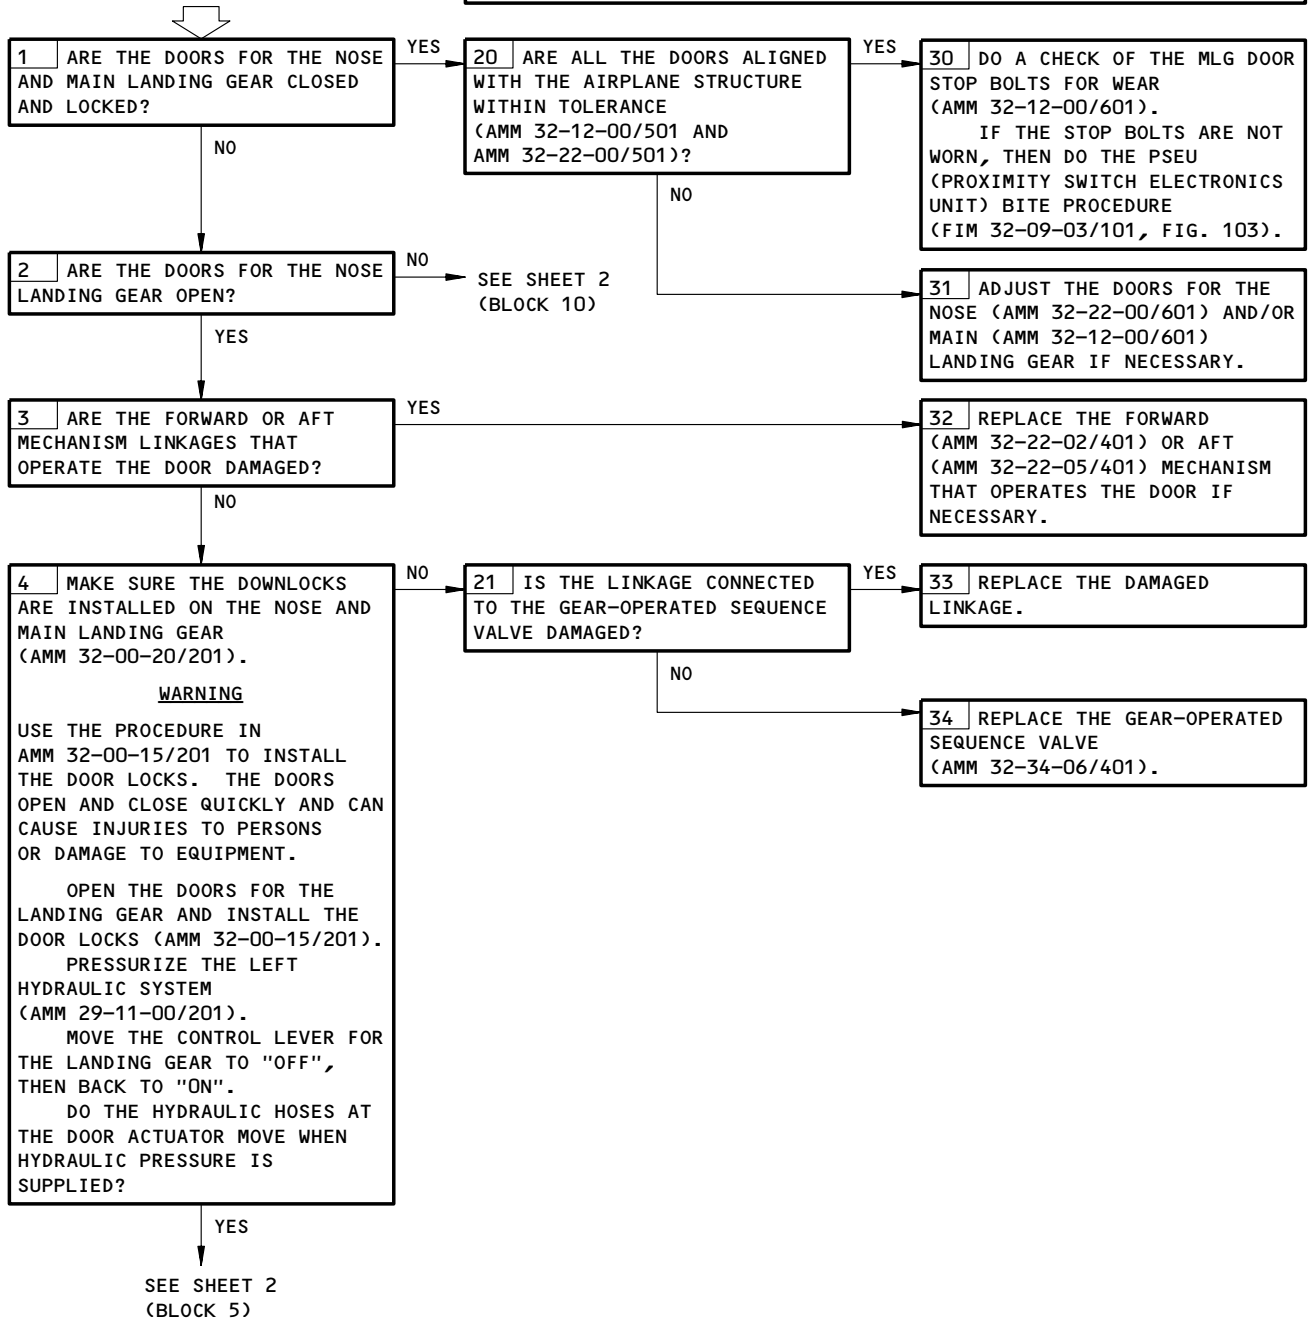 1 ARE THE DOORS FOR THE NOSE
AND MAIN LANDING GEAR CLOSED
AND LOCKED?
YES
NO
20 ARE ALL THE DOORS ALIGNED
WITH THE AIRPLANE STRUCTURE
WITHIN TOLERANCE
(AMM 32-12-00/501 AND
AMM 32-22-00/501)?
YES
NO
30 DO A CHECK OF THE MLG DOOR
STOP BOLTS FOR WEAR
(AMM 32-12-00/601).
IF THE STOP BOLTS ARE NOT
WORN, THEN DO THE PSEU
(PROXIMITY SWITCH ELECTRONICS
UNIT) BITE PROCEDURE
(FIM 32-09-03/101, FIG. 103).
2 ARE THE DOORS FOR THE NOSE
LANDING GEAR OPEN?
NO
SEE SHEET 2
(BLOCK 10)
YES
31 ADJUST THE DOORS FOR THE
NOSE (AMM 32-22-00/601) AND/OR
MAIN (AMM 32-12-00/601)
LANDING GEAR IF NECESSARY.
3 ARE THE FORWARD OR AFT
MECHANISM LINKAGES THAT
OPERATE THE DOOR DAMAGED?
YES
NO
32 REPLACE THE FORWARD
(AMM 32-22-02/401) OR AFT
(AMM 32-22-05/401) MECHANISM
THAT OPERATES THE DOOR IF
NECESSARY.
4 MAKE SURE THE DOWNLOCKS
ARE INSTALLED ON THE NOSE AND
MAIN LANDING GEAR
(AMM 32-00-20/201).
WARNING
USE THE PROCEDURE IN
AMM 32-00-15/201 TO INSTALL
THE DOOR LOCKS. THE DOORS
OPEN AND CLOSE QUICKLY AND CAN
CAUSE INJURIES TO PERSONS
OR DAMAGE TO EQUIPMENT.
OPEN THE DOORS FOR THE
LANDING GEAR AND INSTALL THE
DOOR LOCKS (AMM 32-00-15/201).
PRESSURIZE THE LEFT
HYDRAULIC SYSTEM
(AMM 29-11-00/201).
MOVE THE CONTROL LEVER FOR
THE LANDING GEAR TO "OFF",
THEN BACK TO "ON".
DO THE HYDRAULIC HOSES AT
THE DOOR ACTUATOR MOVE WHEN
HYDRAULIC PRESSURE IS
SUPPLIED?
NO
YES
SEE SHEET 2
(BLOCK 5)
21 IS THE LINKAGE CONNECTED
TO THE GEAR-OPERATED SEQUENCE
VALVE DAMAGED?
YES
NO
33 REPLACE THE DAMAGED
LINKAGE.
34 REPLACE THE GEAR-OPERATED
SEQUENCE VALVE
(AMM 32-34-06/401).